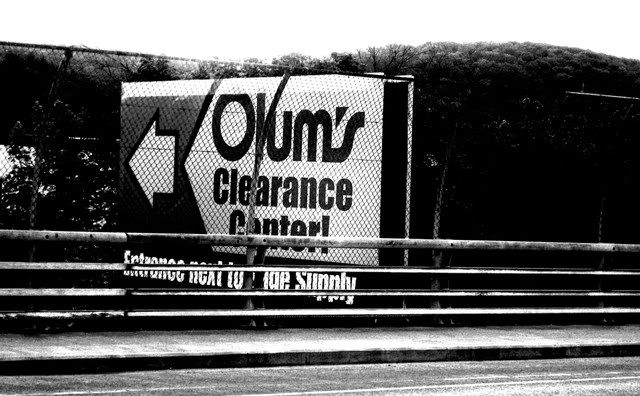 Olum's
Clearance
Center!
Entrance next to Supply